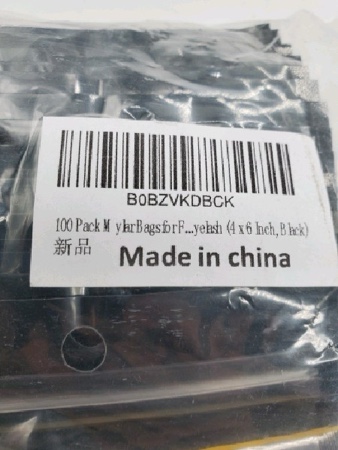 B0BZVKDBCK
100 Pack Mylar Bags for F...yelash (4 x 6 Inch, Black)
新品
Made in china